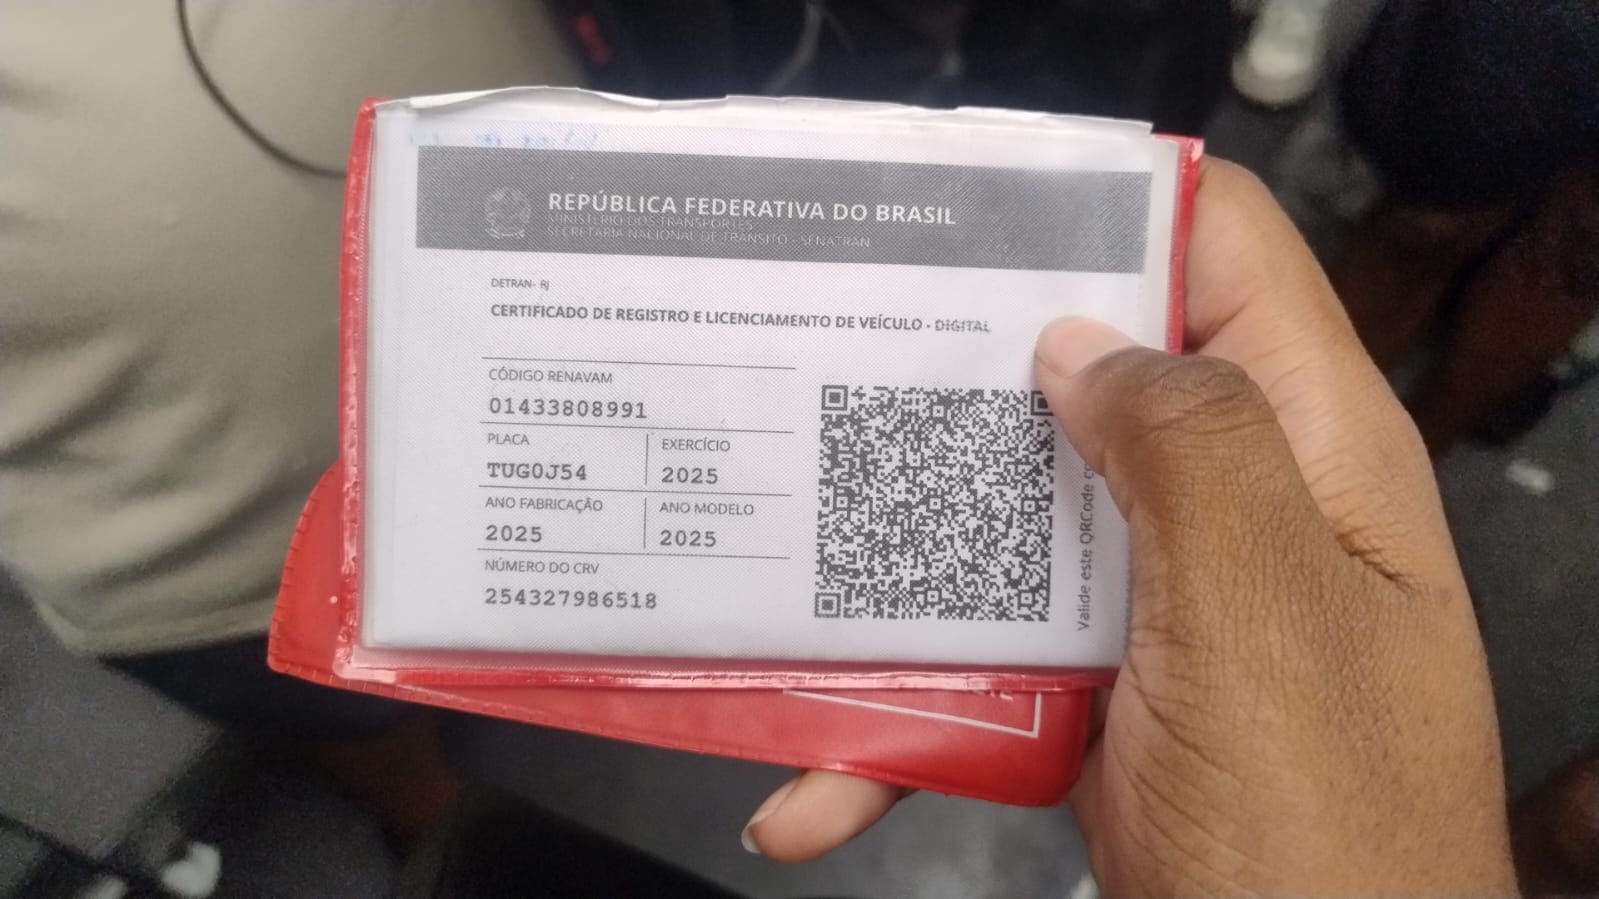 REPÚBLICA FEDERATIVA DO BRASIL
MINISTÉRIO DOS TRANSPORTES
SECRETARIA NACIONAL DE TRÂNSITO - SENATRAN
DETRAN- RJ
CERTIFICADO DE REGISTRO E LICENCIAMENTO DE VEÍCULO - DIGITAL
CÓDIGO RENAVAM
01433808991
PLACA EXERCÍCIO
TUG0J54 2025
ANO FABRICAÇÃO ANO MODELO
2025 2025
NÚMERO DO CRV
254327986518
Valide este QRCode